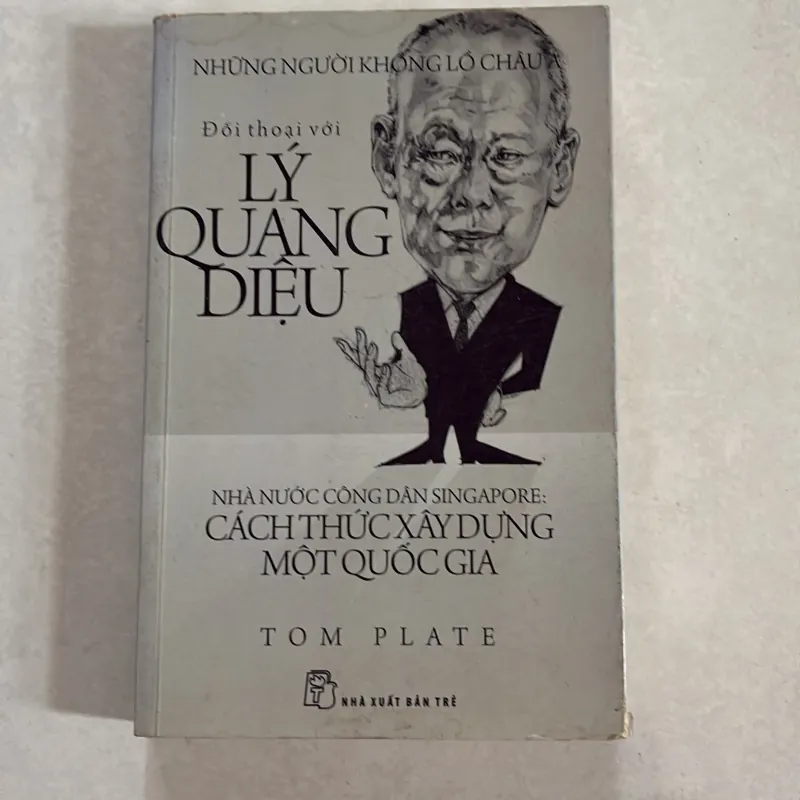 NHỮNG NGƯỜI KHỔNG LỒ CHÂU Á
Đối thoại với
LÝ
QUANG
DIỆU
NHÀ NƯỚC CÔNG DÂN SINGAPORE:
CÁCH THỨC XÂY DỰNG
MỘT QUỐC GIA
TOM PLATE
NHÀ XUẤT BẢN TRẺ